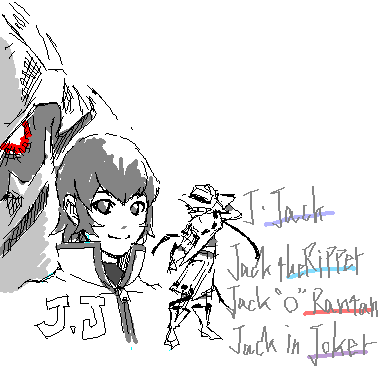 J・Jack
Jack the Ripper
Jack "O" Rantan
Jack in Joker
J.J